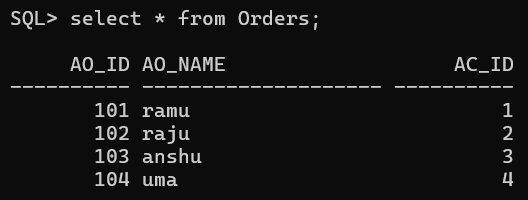 SQL> select * from Orders;
AO_ID AO_NAME AC_ID
---------- -------------------- ----------
101 ramu 1
102 raju 2
103 anshu 3
104 uma 4